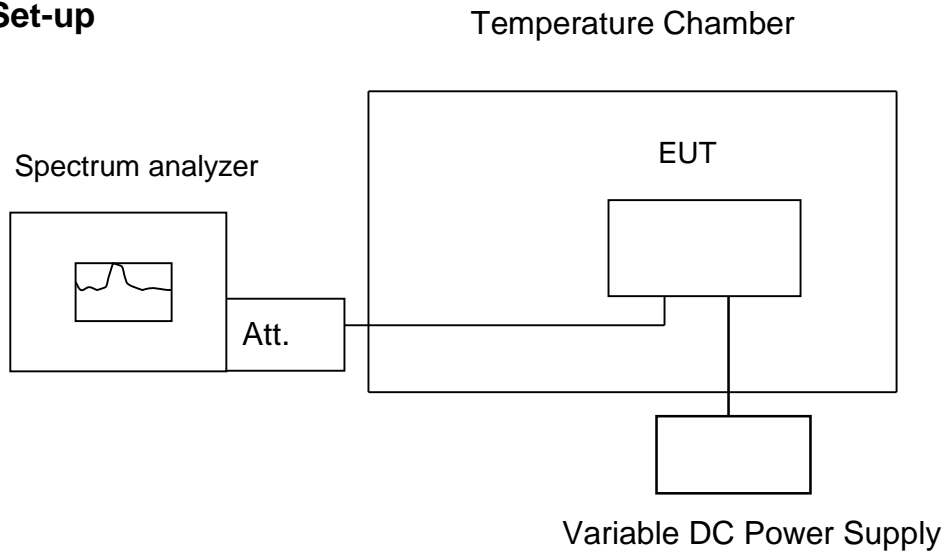 Set-up
Temperature Chamber
EUT
Spectrum analyzer
Att.
Variable DC Power Supply